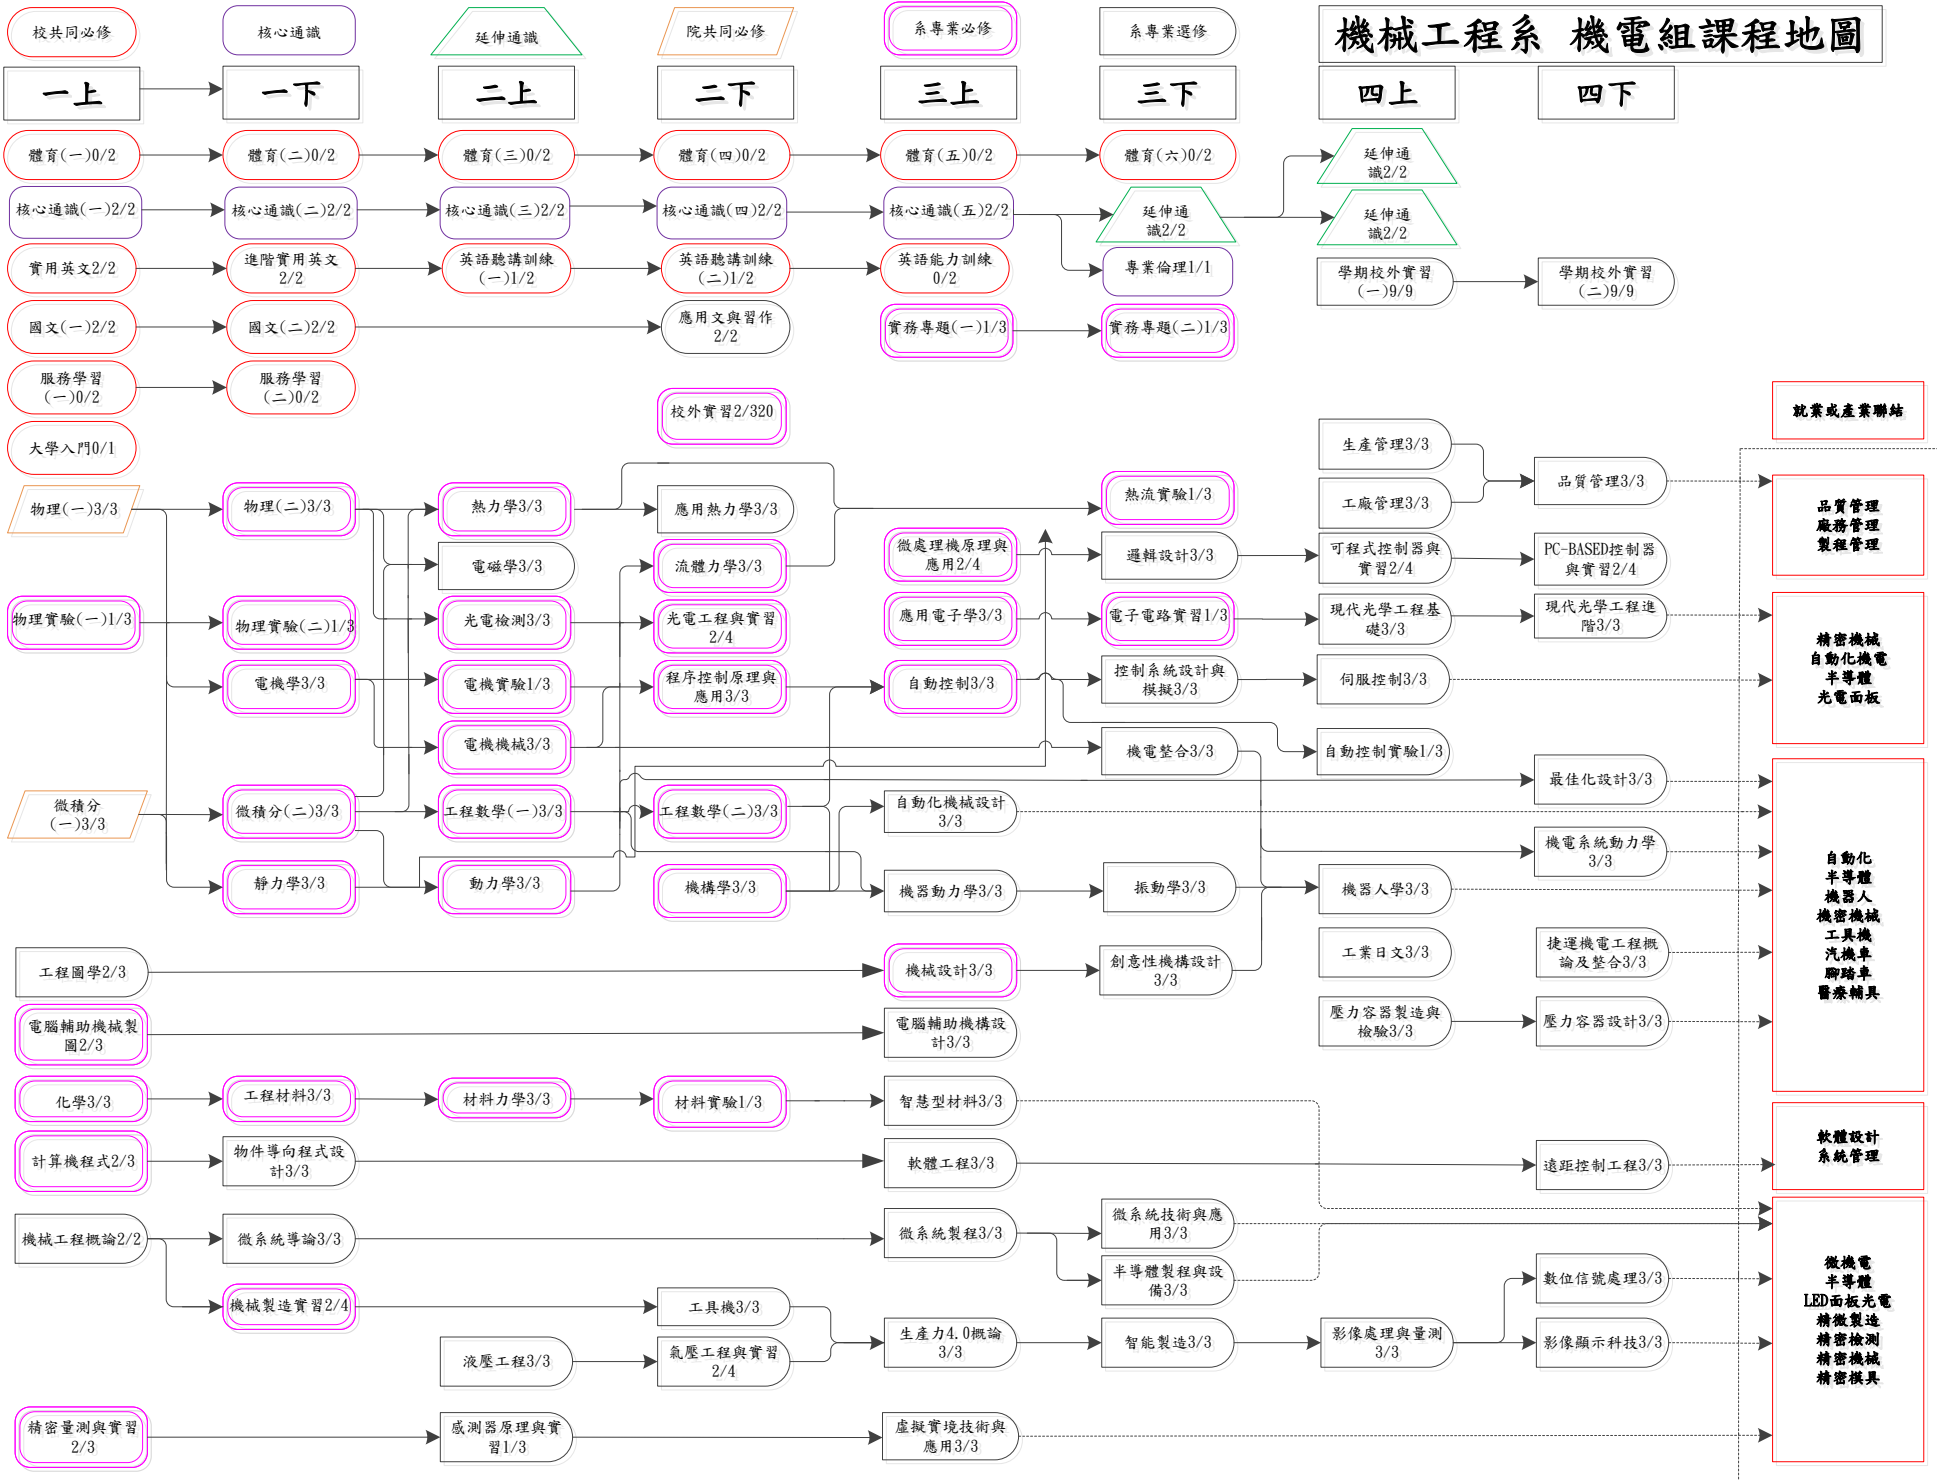 校共同必修
核心通識
延伸通識
院共同必修
系專業必修
系專業選修
機械工程系 機電組課程地圖
一上
一下
二上
二下
三上
三下
四上
四下
體育(一)0/2
體育(二)0/2
體育(三)0/2
體育(四)0/2
體育(五)0/2
體育(六)0/2
延伸通
識2/2
核心通識(一)2/2
核心通識(二)2/2
核心通識(三)2/2
核心通識(四)2/2
核心通識(五)2/2
延伸通
識2/2
延伸通
識2/2
實用英文2/2
進階實用英文
2/2
英語聽講訓練
(一)1/2
英語聽講訓練
(二)1/2
英語能力訓練
0/2
專業倫理1/1
學期校外實習
(一)9/9
學期校外實習
(二)9/9
國文(一)2/2
國文(二)2/2
應用文與習作
2/2
實務專題(一)1/3
實務專題(二)1/3
服務學習
(一)0/2
服務學習
(二)0/2
校外實習2/320
就業或產業聯結
大學入門0/1
生產管理3/3
工廠管理3/3
品質管理3/3
品質管理
廠務管理
製程管理
物理(一)3/3
物理(二)3/3
熱力學3/3
應用熱力學3/3
熱流實驗1/3
電磁學3/3
流體力學3/3
微處理機原理與
應用2/4
邏輯設計3/3
可程式控制器與
實習2/4
PC-BASED控制器
與實習2/4
物理實驗(一)1/3
物理實驗(二)1/3
光電檢測3/3
光電工程與實習
2/4
應用電子學3/3
電子電路實習1/3
現代光學工程基
礎3/3
現代光學工程進
階3/3
精密機械
自動化機電
半導體
光電面板
電機學3/3
電機實驗1/3
程序控制原理與
應用3/3
自動控制3/3
控制系統設計與
模擬3/3
伺服控制3/3
電機機械3/3
機電整合3/3
自動控制實驗1/3
最佳化設計3/3
微積分
(一)3/3
微積分(二)3/3
工程數學(一)3/3
工程數學(二)3/3
自動化機械設計
3/3
機電系統動力學
3/3
靜力學3/3
動力學3/3
機構學3/3
機器動力學3/3
振動學3/3
機器人學3/3
自動化
半導體
機器人
機密機械
工具機
汽機車
腳踏車
醫療輔具
工程圖學2/3
機械設計3/3
創意性機構設計
3/3
工業日文3/3
捷運機電工程概
論及整合3/3
電腦輔助機械製
圖2/3
電腦輔助機構設
計3/3
壓力容器製造與
檢驗3/3
壓力容器設計3/3
化學3/3
工程材料3/3
材料力學3/3
材料實驗1/3
智慧型材料3/3
計算機程式2/3
物件導向程式設
計3/3
軟體工程3/3
遠距控制工程3/3
軟體設計
系統管理
機械工程概論2/2
微系統導論3/3
微系統製程3/3
微系統技術與應
用3/3
半導體製程與設
備3/3
數位信號處理3/3
機械製造實習2/4
工具機3/3
生產力4.0概論
3/3
智能製造3/3
影像處理與量測
3/3
影像顯示科技3/3
液壓工程3/3
氣壓工程與實習
2/4
微機電
半導體
LED面板光電
精微製造
精密檢測
精密機械
精密模具
精密量測與實習
2/3
感測器原理與實
習1/3
虛擬實境技術與
應用3/3